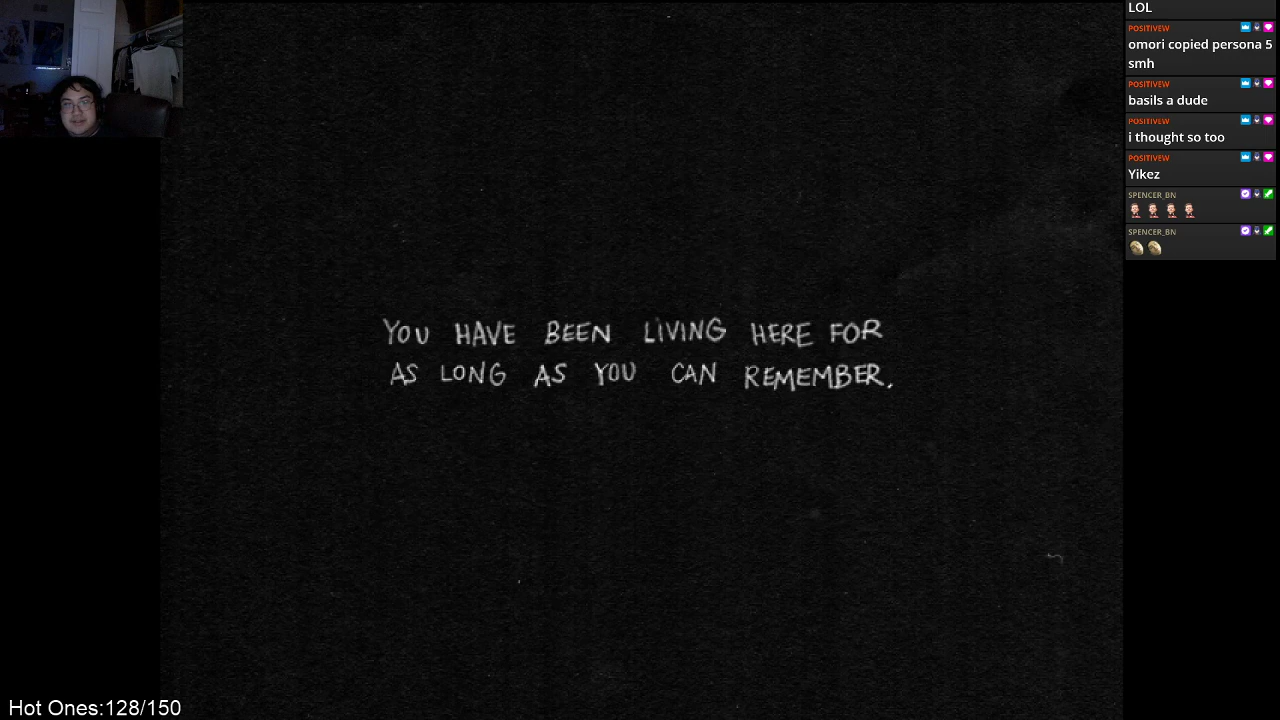 LOL
POSITIVEW
omori copied persona 5
smh
POSITIVEW
basils a dude
POSITIVEW
i thought so too
POSITIVEW
Yikez
SPENCER_BN
SPENCER_BN
YOU HAVE BEEN LIVING HERE FOR
AS LONG AS YOU CAN REMEMBER.
Hot Ones:128/150